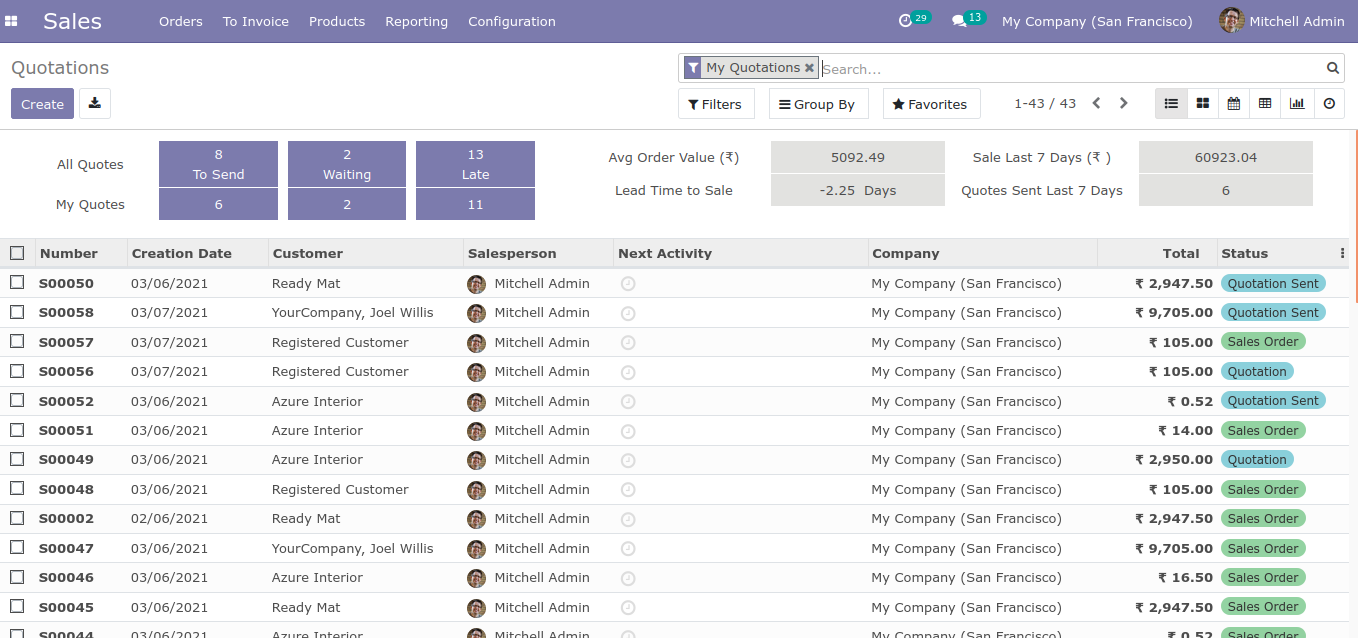 Sales Orders To Invoice Products Reporting Configuration 29 13 My Company (San Francisco) Mitchell Admin
Quotations My Quotations Search...
Create Filters Group By Favorites 1-43 / 43
All Quotes 8 To Send 2 Waiting 13 Late Avg Order Value (₹) 5092.49 Sale Last 7 Days (₹ ) 60923.04
My Quotes 6 2 11 Lead Time to Sale -2.25 Days Quotes Sent Last 7 Days 6
Number Creation Date Customer Salesperson Next Activity Company Total Status
S00050 03/06/2021 Ready Mat Mitchell Admin My Company (San Francisco) ₹ 2,947.50 Quotation Sent
S00058 03/07/2021 YourCompany, Joel Willis Mitchell Admin My Company (San Francisco) ₹ 9,705.00 Quotation Sent
S00057 03/07/2021 Registered Customer Mitchell Admin My Company (San Francisco) ₹ 105.00 Sales Order
S00056 03/07/2021 Registered Customer Mitchell Admin My Company (San Francisco) ₹ 105.00 Quotation
S00052 03/06/2021 Azure Interior Mitchell Admin My Company (San Francisco) ₹ 0.52 Quotation Sent
S00051 03/06/2021 Azure Interior Mitchell Admin My Company (San Francisco) ₹ 14.00 Sales Order
S00049 03/06/2021 Azure Interior Mitchell Admin My Company (San Francisco) ₹ 2,950.00 Quotation
S00048 03/06/2021 Registered Customer Mitchell Admin My Company (San Francisco) ₹ 105.00 Sales Order
S00002 02/06/2021 Ready Mat Mitchell Admin My Company (San Francisco) ₹ 2,947.50 Sales Order
S00047 03/06/2021 YourCompany, Joel Willis Mitchell Admin My Company (San Francisco) ₹ 9,705.00 Sales Order
S00046 03/06/2021 Azure Interior Mitchell Admin My Company (San Francisco) ₹ 16.50 Sales Order
S00045 03/06/2021 Ready Mat Mitchell Admin My Company (San Francisco) ₹ 2,947.50 Sales Order
S00044 03/06/2021 Azure Interior Mitchell Admin My Company (San Francisco) ₹ 0.52 Sales Order